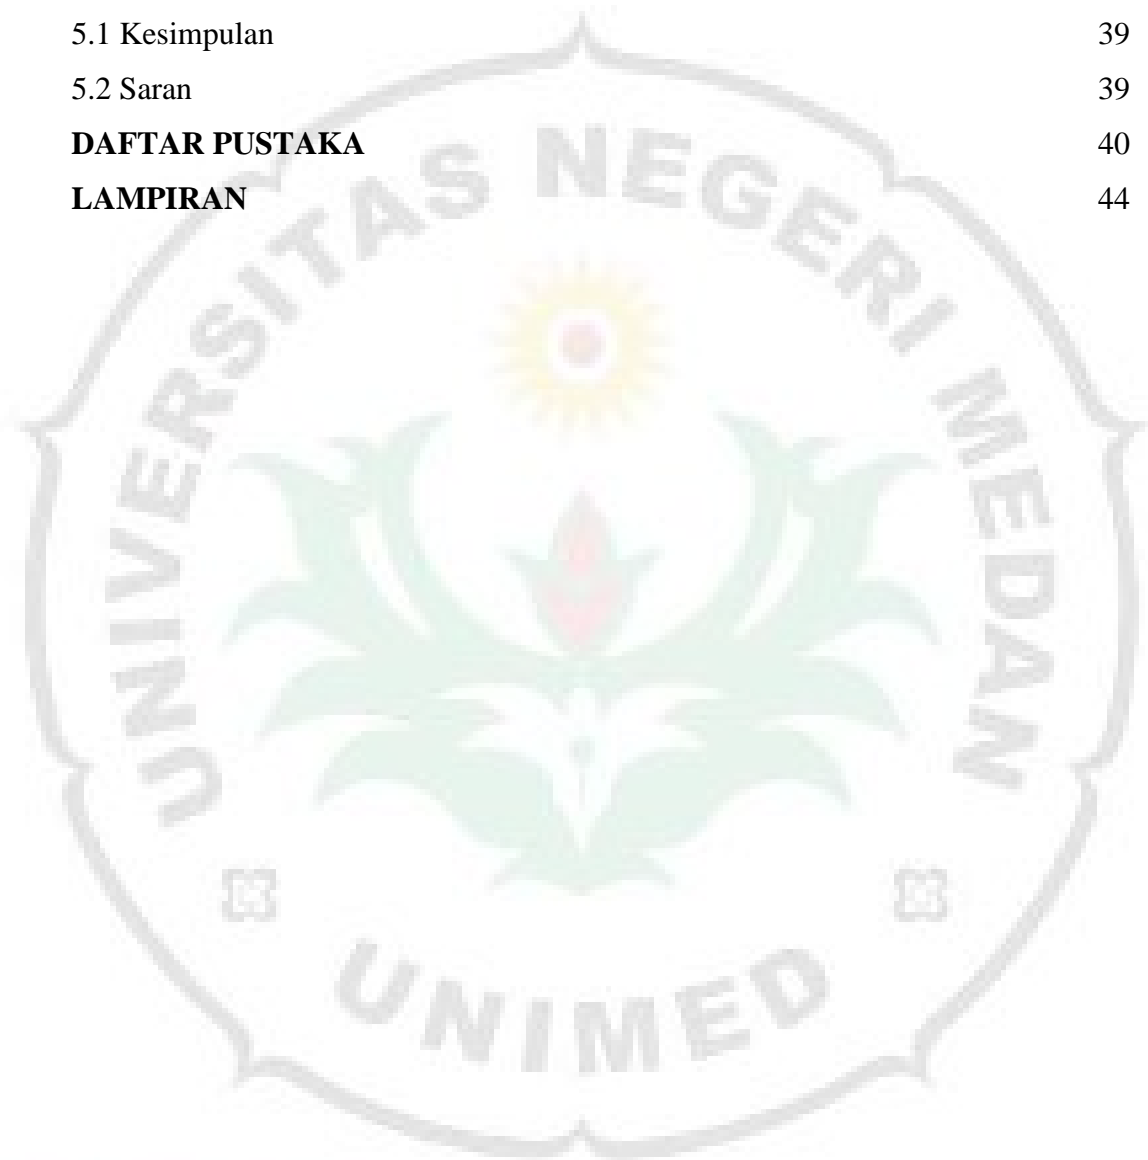 5.1 Kesimpulan 39
5.2 Saran 39
DAFTAR PUSTAKA 40
LAMPIRAN 44
UNIVERSITAS NEGERI MEDAN
UNIMED